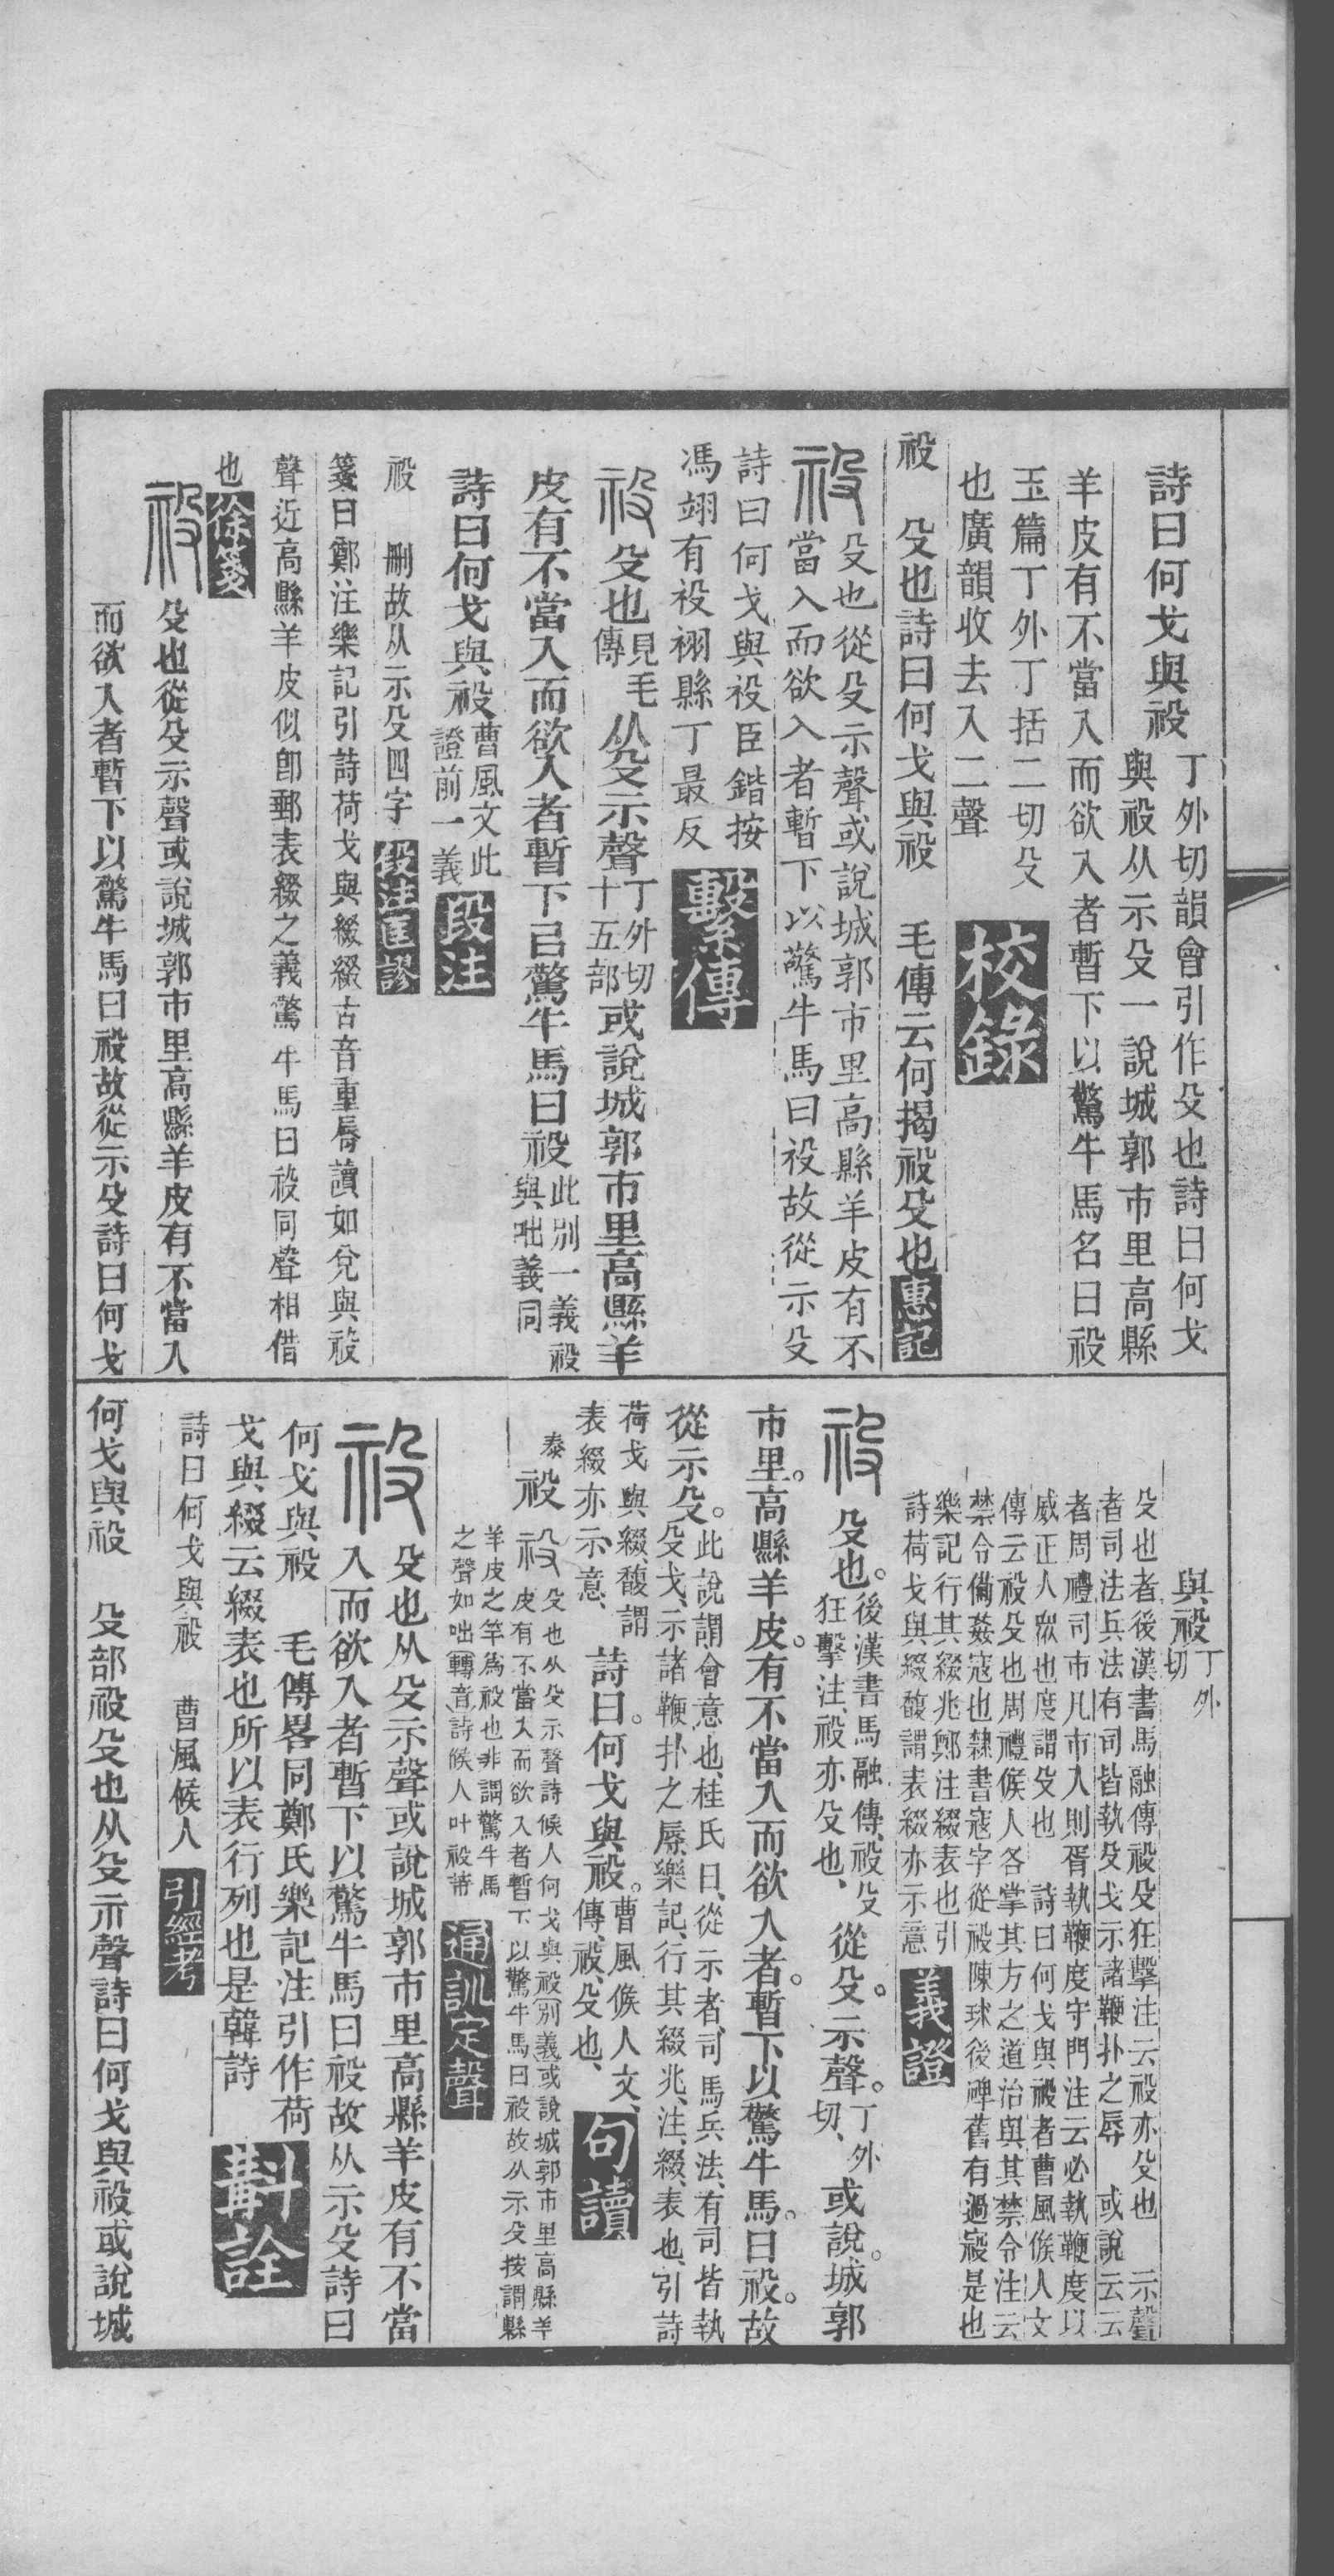 詩曰何戈與祋
丁外切韻會引作殳也詩曰何戈
與祋从示殳一說城郭市里高縣
羊皮有不當入而欲入者暫下以驚牛馬名曰祋
玉篇丁外丁括二切殳
也廣韻收去入二聲
校錄
祋 殳也詩曰何戈與祋 毛傳云何揭祋殳也
惠記
祋
殳也從殳示聲或說城郭市里高縣羊皮有不
當入而欲入者暫下以驚牛馬曰祋故從示殳
詩曰何戈與祋臣鍇按
馮翊有祋祤縣丁最反
繫傳
祋
殳也
見毛
傳
从殳示聲
丁外切
十五部
或說城郭市里高縣羊
皮有不當入而欲入者暫下㠯驚牛馬曰祋
此別一義祋
與咄義同
詩曰何戈與祋
曹風文此
證前一義
段注
祋 刪故从示殳四字
段注匡謬
箋曰鄭注樂記引詩荷戈與綴綴古音重脣讀如兌與祋
聲近高縣羊皮似卽郵表綴之義驚牛馬曰祋同聲相借
也
徐箋
祋
殳也從殳示聲或說城郭市里高縣羊皮有不當入
而欲入者暫下以驚牛馬曰祋故從示殳詩曰何戈
與祋
丁外
切
殳也者後漢書馬融傳祋殳狂擊注云祋亦殳也 示聲
者司法兵法有司皆執殳戈示諸鞭扑之辱 或說云云
者周禮司市凡市入則胥執鞭度守門注云必執鞭度以
威正人眾也度謂殳也 詩曰何戈與祋者曹風候人文
傳云祋殳也周禮候人各掌其方之道治與其禁令注云
禁令備姦寇也隸書寇字從祋陳球後碑舊有過寇是也
樂記行其綴兆鄭注綴表也引
詩荷戈與綴馥謂表綴亦示意
義證
祋
殳也。
後漢書馬融傳、祋殳
狂擊注、祋亦殳也、
從殳。示聲。
丁外
切、
或說。城郭
市里。高縣羊皮。有不當入而欲入者。暫下以驚牛馬。曰祋。故
從示殳。
此說謂會意也、桂氏曰、從示者、司馬兵法、有司皆執
殳戈、示諸鞭扑之辱、樂記、行其綴兆、注、綴、表也、引詩
荷戈與綴、馥謂
表綴亦示意、
詩曰。何戈與祋。
曹風候人文、
傳、祋、殳也、
句讀
泰 祋
祋
殳也从殳示聲詩候人何戈與祋別義或說城郭市里高縣羊
皮有不當入而欲入者暫下以驚牛馬曰祋故从示殳按謂縣
羊皮之竿為祋也非謂驚牛馬
之聲如咄轉音詩候人叶祋芾
通訓定聲
祋
殳也从殳示聲或說城郭市里高縣羊皮有不當
入而欲入者暫下以驚牛馬曰祋故从示殳詩曰
何戈與祋 毛傳畧同鄭氏樂記注引作荷
戈與綴云綴表也所以表行列也是韓詩
斠詮
詩曰何戈與祋 曹風候人
引經考
何戈與祋 殳部祋殳也从殳示聲詩曰何戈與祋或說城